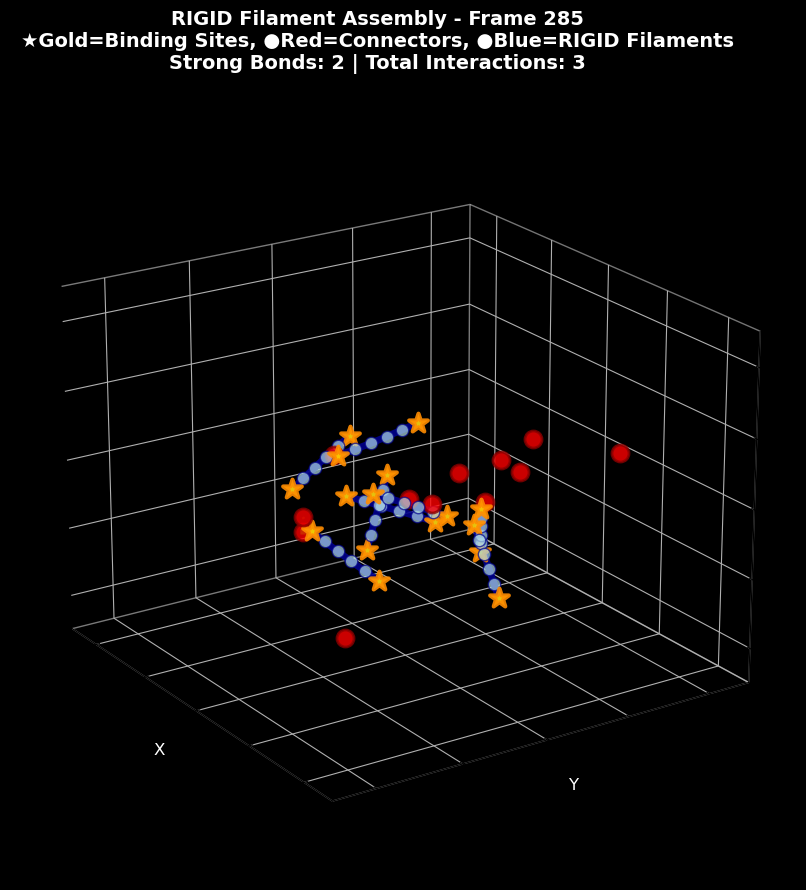 RIGID Filament Assembly - Frame 285
★Gold=Binding Sites, ●Red=Connectors, ●Blue=RIGID Filaments
Strong Bonds: 2 | Total Interactions: 3
X
Y